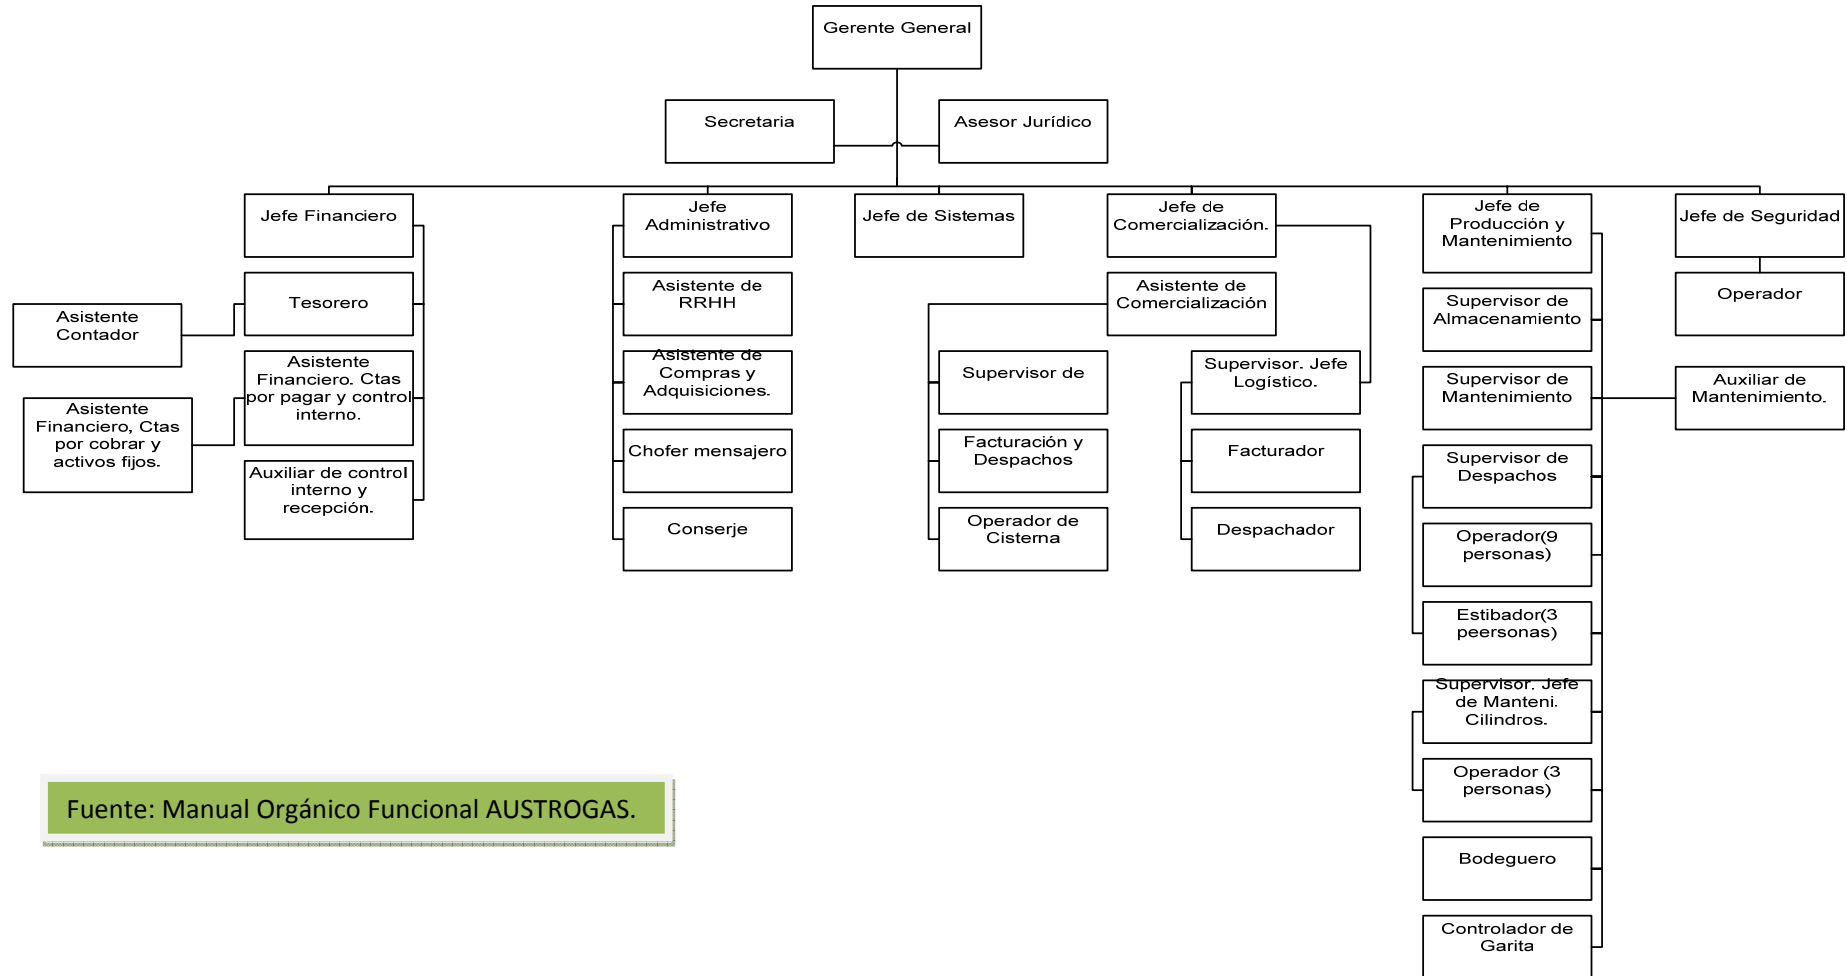 Gerente General
Secretaria
Asesor Jurídico
Jefe Financiero
Tesorero
Asistente
Contador
Asistente
Financiero. Ctas
por pagar y control
interno.
Asistente
Financiero, Ctas
por cobrar y
activos fijos.
Auxiliar de control
interno y
recepción.
Jefe
Administrativo
Asistente de
RRHH
Asistente de
Compras y
Adquisiciones.
Chofer mensajero
Conserje
Jefe de Sistemas
Jefe de
Comercialización.
Asistente de
Comercialización
Supervisor de
Facturación y
Despachos
Operador de
Cisterna
Supervisor. Jefe
Logístico.
Facturador
Despachador
Jefe de
Producción y
Mantenimiento
Supervisor de
Almacenamiento
Supervisor de
Mantenimiento
Auxiliar de
Mantenimiento.
Supervisor de
Despachos
Operador(9
personas)
Estibador(3
peersonas)
Supervisor. Jefe
de Manteni.
Cilindros.
Operador (3
personas)
Bodeguero
Controlador de
Garita
Jefe de Seguridad
Operador
Fuente: Manual Orgánico Funcional AUSTROGAS.